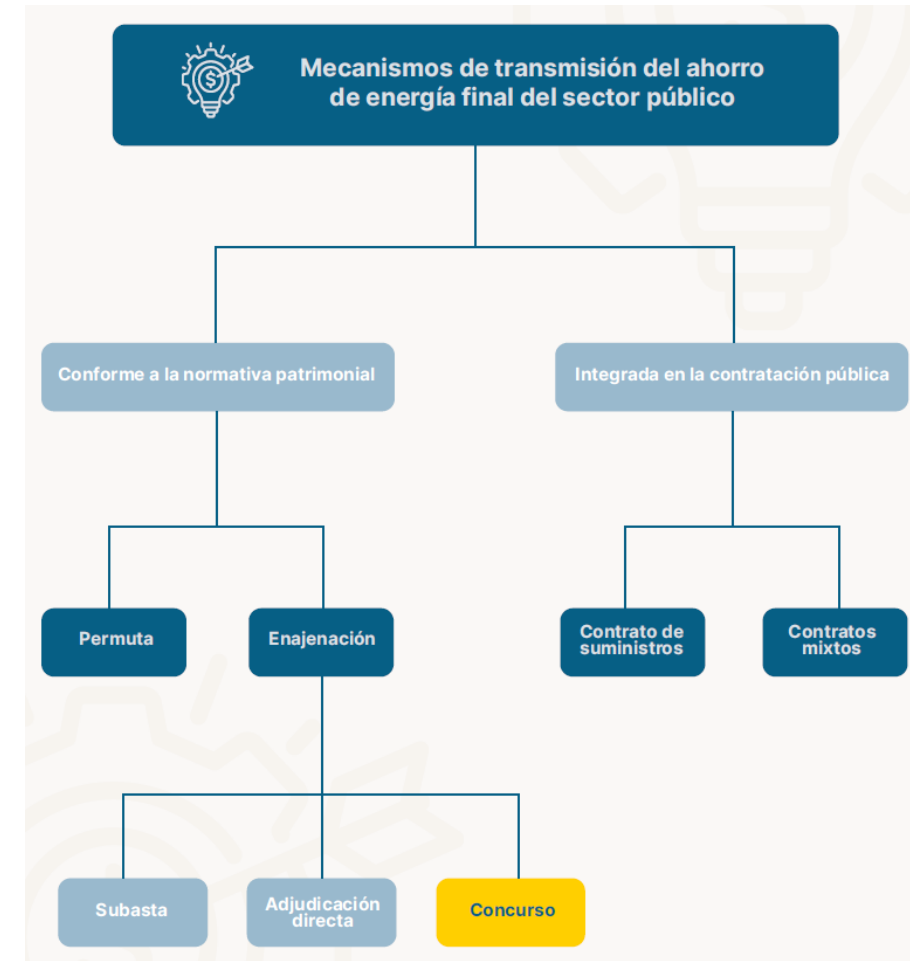 Mecanismos de transmisión del ahorro
de energía final del sector público
Conforme a la normativa patrimonial
Integrada en la contratación pública
Permuta
Enajenación
Contrato de
suministros
Contratos
mixtos
Subasta
Adjudicación
directa
Concurso